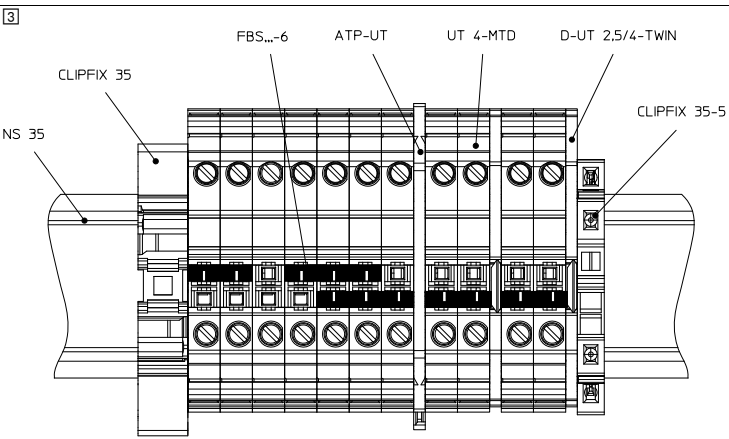 3
FBS...-6
ATP-UT
UT 4-MTD
D-UT 2,5/4-TWIN
CLIPFIX 35
CLIPFIX 35-5
NS 35